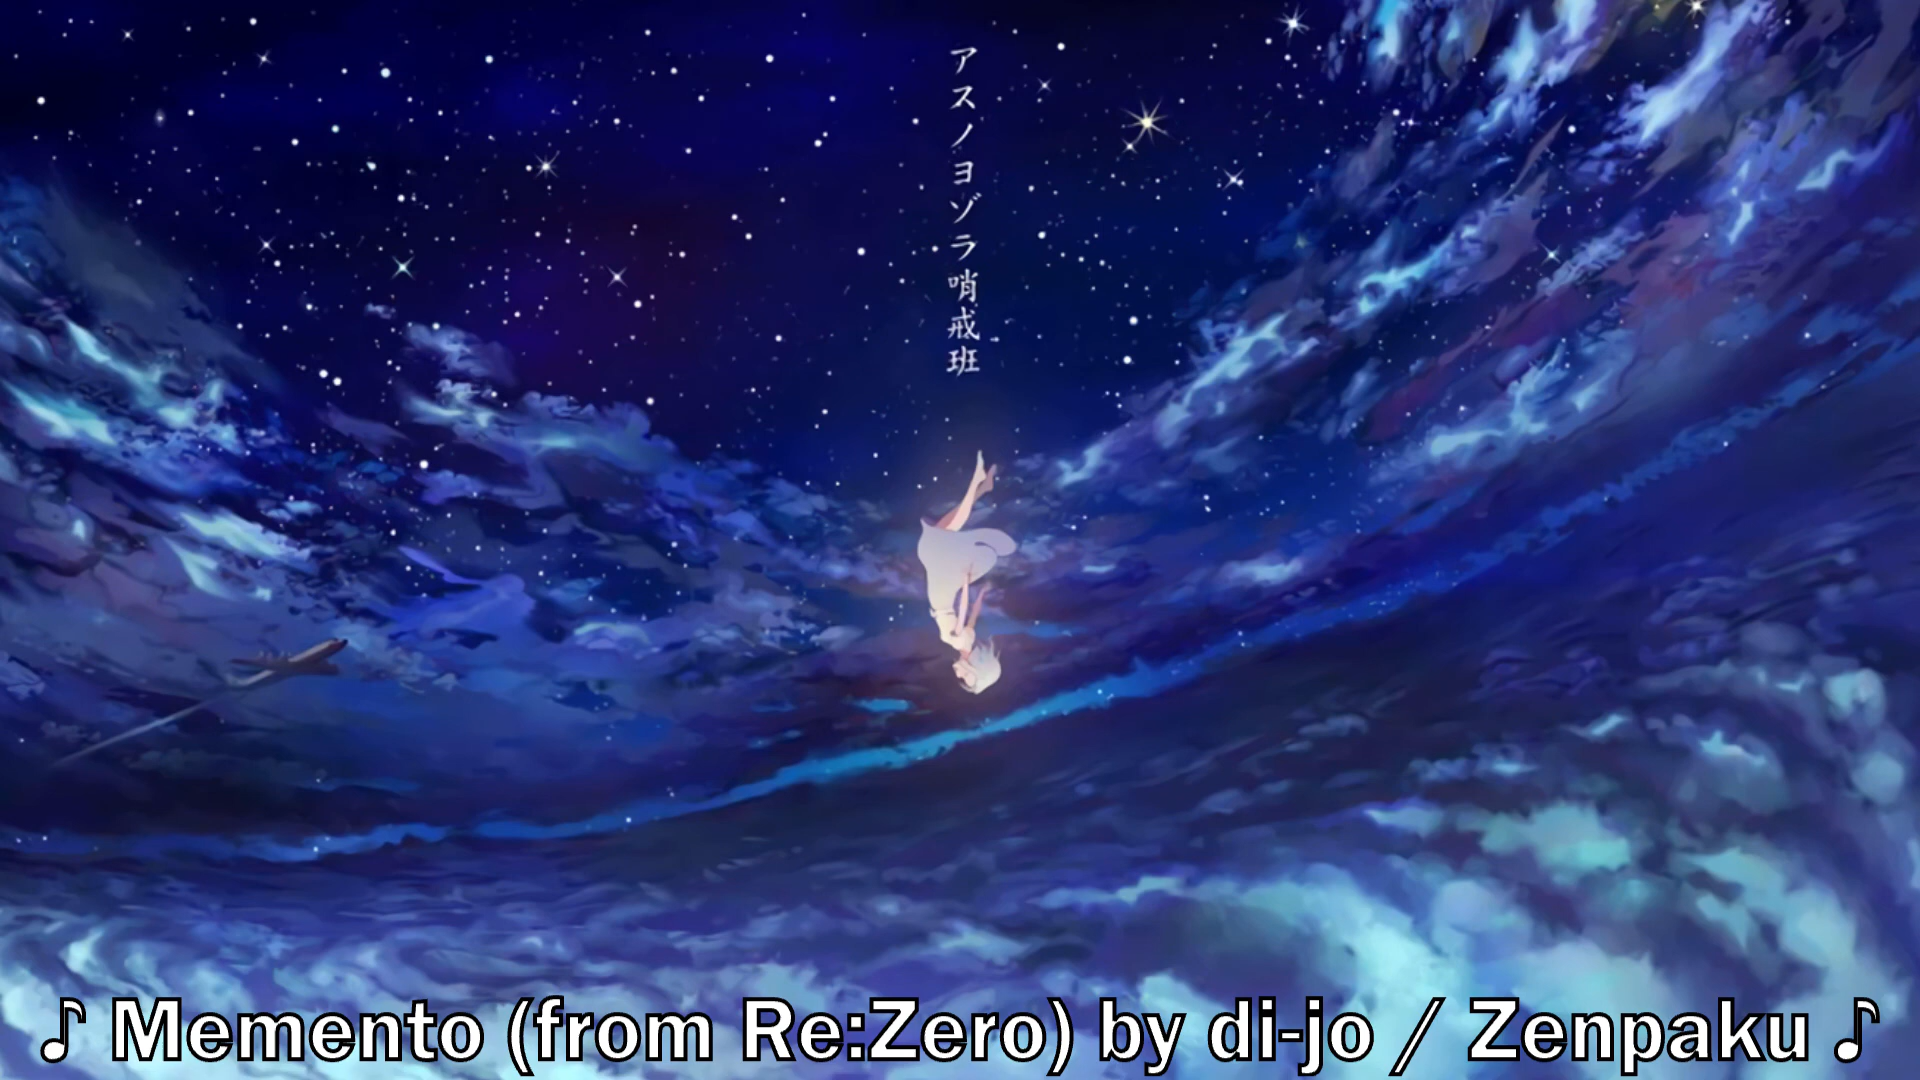 アスノヨゾラ哨戒班
♪ Memento (from Re:Zero) by di-jo / Zenpaku ♪